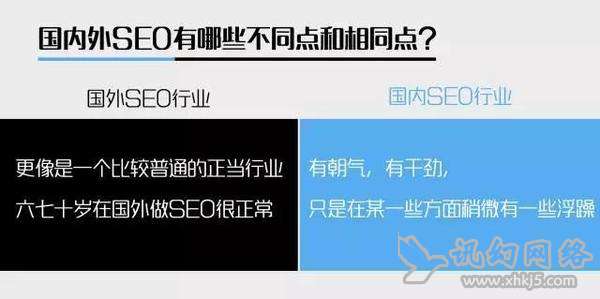 国内外SEO有哪些不同点和相同点?
国外SEO行业
国内SEO行业
更像是一个比较普通的正当行业
六七十岁在国外做SEO很正常
有朝气，有干劲，
只是在某一些方面稍微有一些浮躁
讯幻网络
www.xhkj5.com